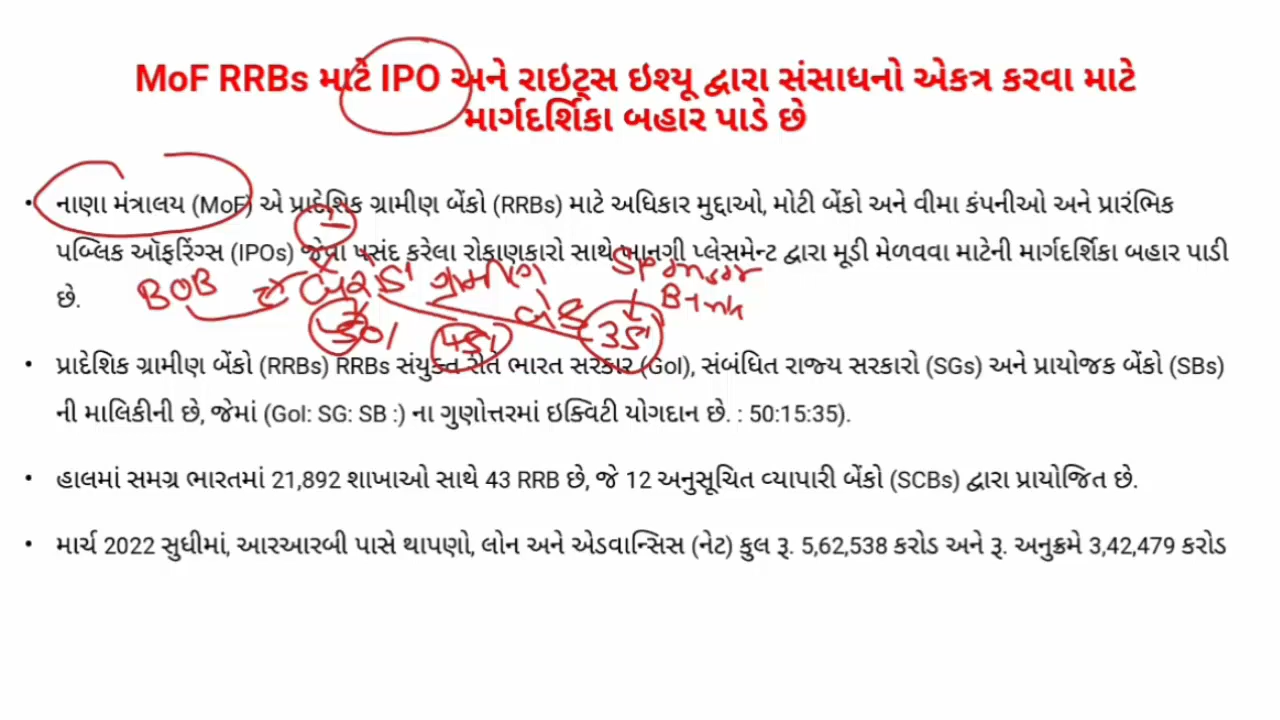 MoF RRBs માટે IPO અને રાઇટ્સ ઇશ્યૂ દ્વારા સંસાધનો એકત્ર કરવા માટે
માર્ગદર્શિકા બહાર પાડે છે
• નાણા મંત્રાલય (MoF) એ પ્રાદેશિક ગ્રામીણ બેંકો (RRBs) માટે અધિકાર મુદ્દાઓ, મોટી બેંકો અને વીમા કંપનીઓ અને પ્રારંભિક
પબ્લિક ઑફરિંગ્સ (IPOs) જેવા પસંદ કરેલા રોકાણકારો સાથે ખાનગી પ્લેસમેન્ટ દ્વારા મૂડી મેળવવા માટેની માર્ગદર્શિકા બહાર પાડી
છે.
BOB ગ્રામીણ બેંક
Sponsor
Bank
35%
• પ્રાદેશિક ગ્રામીણ બેંકો (RRBs) RRBs સંયુક્ત રીતે ભારત સરકાર (GoI), સંબંધિત રાજ્ય સરકારો (SGs) અને પ્રાયોજક બેંકો (SBs)
ની માલિકીની છે, જેમાં (GoI: SG: SB :) ના ગુણોત્તરમાં ઇક્વિટી યોગદાન છે. : 50:15:35).
• હાલમાં સમગ્ર ભારતમાં 21,892 શાખાઓ સાથે 43 RRB છે, જે 12 અનુસૂચિત વ્યાપારી બેંકો (SCBs) દ્વારા પ્રાયોજિત છે.
• માર્ચ 2022 સુધીમાં, આરઆરબી પાસે થાપણો, લોન અને એડવાન્સિસ (નેટ) કુલ રૂ. 5,62,538 કરોડ અને રૂ. અનુક્રમે 3,42,479 કરોડ